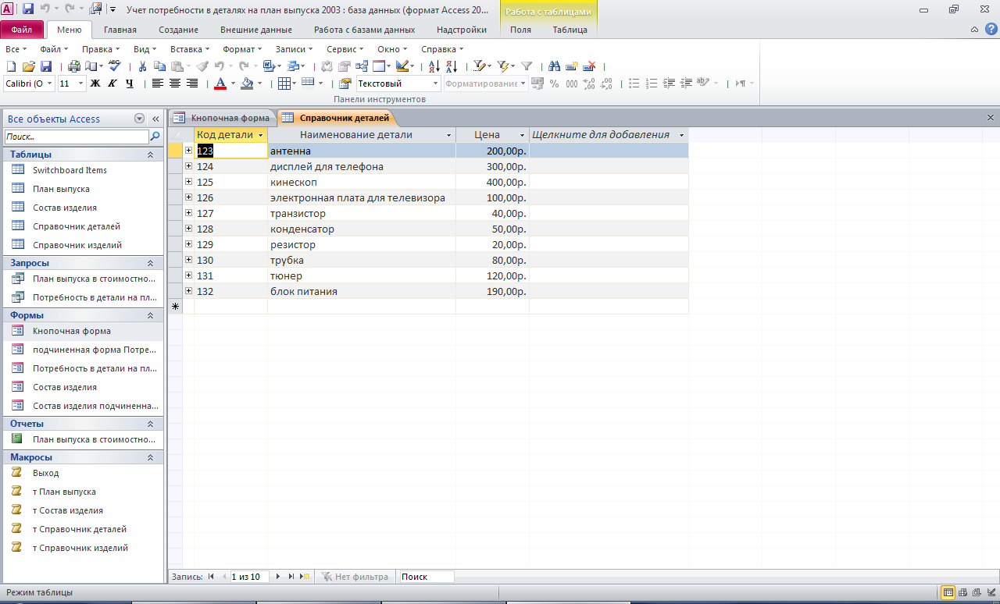 Учет потребности в деталях на план выпуска 2003 : база данных (формат Access 20...
Работа с таблицами
Файл Меню Главная Создание Внешние данные Работа с базами данных Надстройки Поля Таблица
Все Файл Правка Вид Вставка Формат Записи Сервис Окно Справка
Calibri (О 11 Ж К Ч Текстовый Форматирование % 000
Панели инструментов
Все объекты Access
Поиск...
Таблицы
Switchboard Items
План выпуска
Состав изделия
Справочник деталей
Справочник изделий
Запросы
План выпуска в стоимостно...
Потребность в детали на пл...
Формы
Кнопочная форма
подчиненная форма Потре...
Потребность в детали на пл...
Состав изделия
Состав изделия подчиненна...
Отчеты
План выпуска в стоимостно...
Макросы
Выход
т План выпуска
т Состав изделия
т Справочник деталей
т Справочник изделий
Кнопочная форма Справочник деталей
Код детали Наименование детали Цена Щелкните для добавления
123 антенна 200,00р.
124 дисплей для телефона 300,00р.
125 кинескоп 400,00р.
126 электронная плата для телевизора 100,00р.
127 транзистор 40,00р.
128 конденсатор 50,00р.
129 резистор 20,00р.
130 трубка 80,00р.
131 тюнер 120,00р.
132 блок питания 190,00р.
Запись: 1 из 10 Нет фильтра Поиск
Режим таблицы